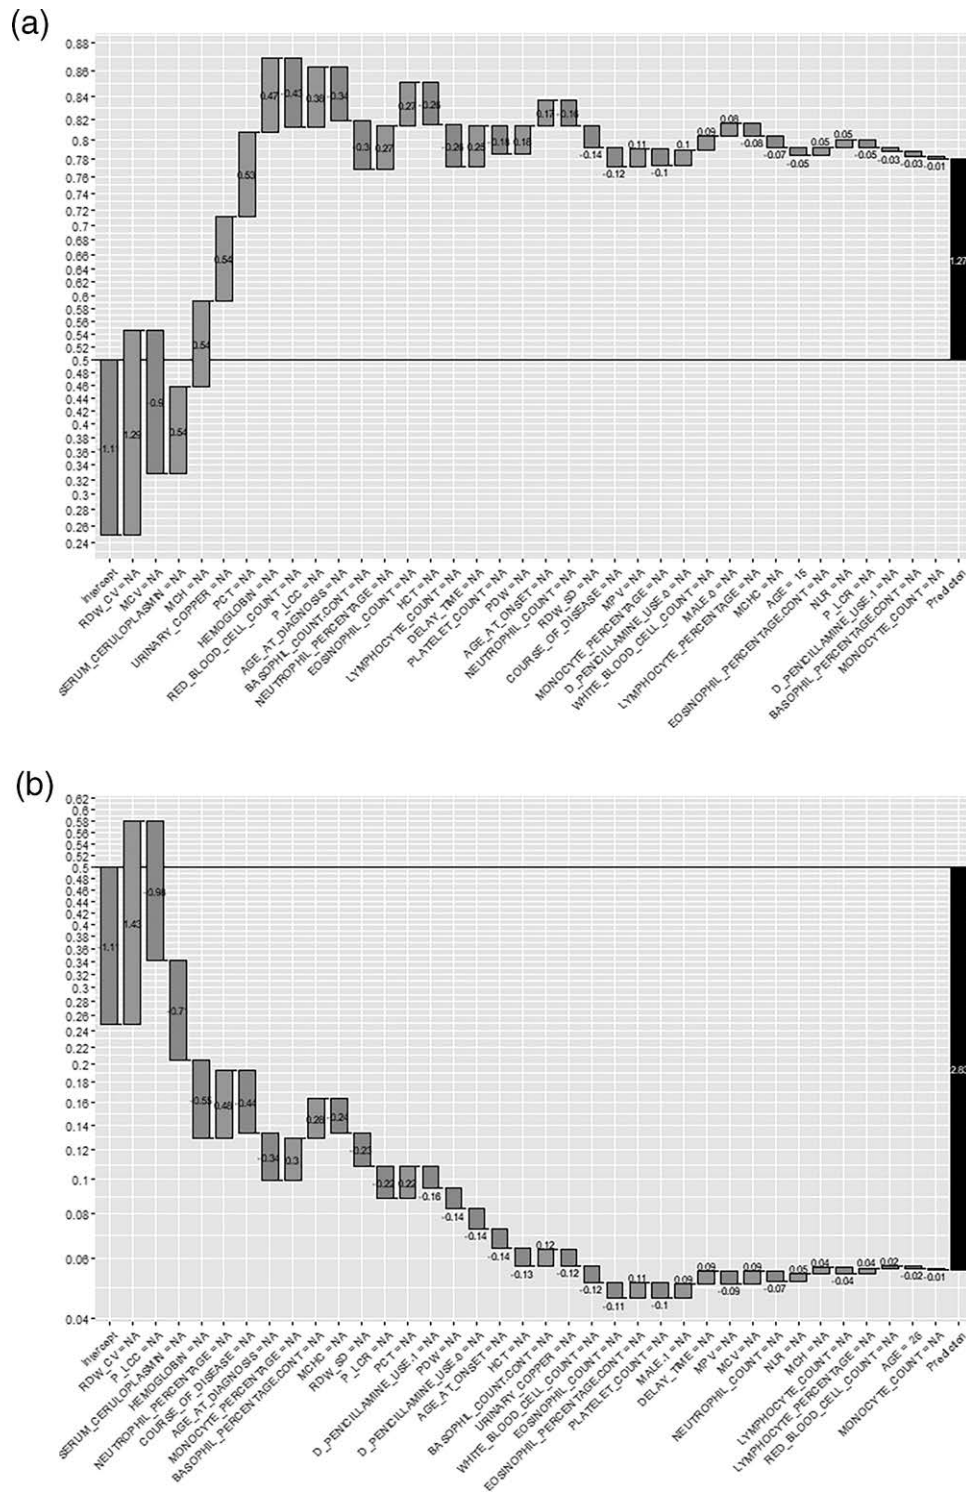 (a)
0.88
0.86
0.84
0.82
0.8
0.78
0.76
0.74
0.72
0.7
0.68
0.66
0.64
0.62
0.6
0.58
0.56
0.54
0.52
0.5
0.48
0.46
0.44
0.42
0.4
0.38
0.36
0.34
0.32
0.3
0.28
0.26
0.24
1.29
-0.9
0.54
0.54
0.54
0.53
0.47
-0.43
0.38
-0.34
-0.3
0.27
0.27
-0.26
-0.26
0.25
0.17
-0.16
-0.14
-0.12
0.11
-0.1
0.1
0.09
0.08
-0.08
-0.07
-0.05
0.05
0.05
-0.05
-0.03
-0.03
-0.01
1.27
Intercept
RDW_CV = NA
MCV = NA
SERUM_CERULOPLASMIN = NA
MCH = NA
URINARY_COPPER = NA
PCT = NA
HEMOGLOBIN = NA
RED_BLOOD_CELL_COUNT = NA
P_LCC = NA
AGE_AT_DIAGNOSIS = NA
BASOPHIL_COUNT.CONT = NA
NEUTROPHIL_PERCENTAGE = NA
EOSINOPHIL_COUNT = NA
HCT = NA
LYMPHOCYTE_COUNT = NA
DELAY_TIME = NA
PLATELET_COUNT = NA
PDW = NA
AGE_AT_ONSET = NA
NEUTROPHIL_COUNT = NA
RDW_SD = NA
COURSE_OF_DISEASE = NA
MPV = NA
MONOCYTE_PERCENTAGE = NA
D_PENICILLAMINE_USE.0 = NA
WHITE_BLOOD_CELL_COUNT = NA
MALE.0 = NA
LYMPHOCYTE_PERCENTAGE = NA
MCHC = NA
AGE = 15
EOSINOPHIL_PERCENTAGE.CONT = NA
NLR = NA
P_LCR = NA
D_PENICILLAMINE_USE.1 = NA
BASOPHIL_PERCENTAGE.CONT = NA
MONOCYTE_COUNT = NA
(b)
0.62
0.6
0.58
0.56
0.54
0.52
0.5
0.48
0.46
0.44
0.42
0.4
0.38
0.36
0.34
0.32
0.3
0.28
0.26
0.24
0.22
0.2
0.18
0.16
0.14
0.12
0.1
0.08
0.06
0.04
1.43
-0.98
-0.55
0.48
-0.44
-0.34
0.3
0.28
-0.24
-0.23
-0.22
0.22
-0.16
-0.14
-0.14
-0.14
-0.13
0.12
-0.12
-0.12
-0.11
0.11
-0.1
0.09
0.09
-0.09
0.09
-0.07
0.05
0.04
-0.04
0.04
0.02
-0.02
-0.01
Intercept
RDW_CV = NA
P_LCC = NA
SERUM_CERULOPLASMIN = NA
HEMOGLOBIN = NA
NEUTROPHIL_PERCENTAGE = NA
COURSE_OF_DISEASE = NA
AGE_AT_DIAGNOSIS = NA
MONOCYTE_PERCENTAGE = NA
BASOPHIL_PERCENTAGE.CONT = NA
MCHC = NA
RDW_SD = NA
P_LCR = NA
PCT = NA
D_PENICILLAMINE_USE.1 = NA
PDW = NA
D_PENICILLAMINE_USE.0 = NA
AGE_AT_ONSET = NA
HCT = NA
BASOPHIL_COUNT.CONT = NA
URINARY_COPPER = NA
WHITE_BLOOD_CELL_COUNT = NA
EOSINOPHIL_COUNT = NA
EOSINOPHIL_PERCENTAGE.CONT = NA
PLATELET_COUNT = NA
MALE.1 = NA
DELAY_TIME = NA
MPV = NA
MCV = NA
NEUTROPHIL_COUNT = NA
NLR = NA
MCH = NA
LYMPHOCYTE_COUNT = NA
LYMPHOCYTE_PERCENTAGE = NA
RED_BLOOD_CELL_COUNT = NA
AGE = 26
MONOCYTE_COUNT = NA